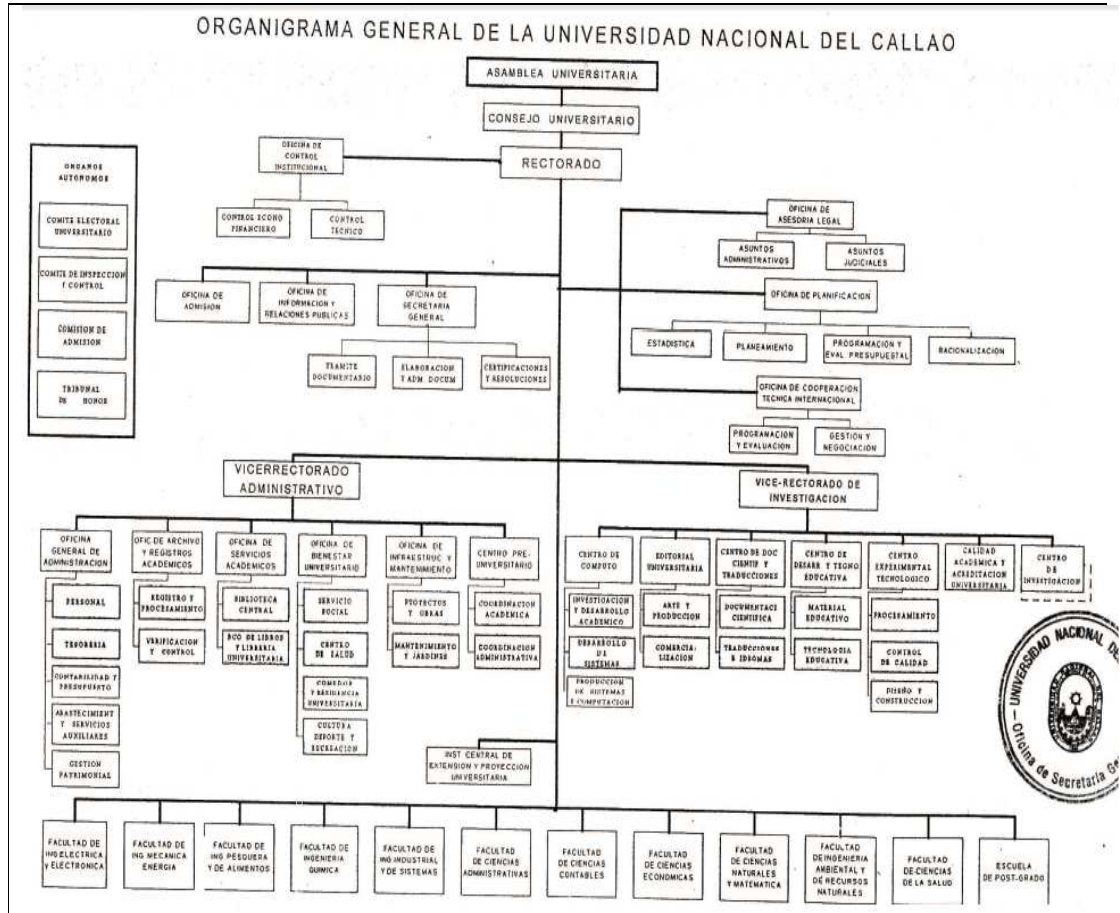 ORGANIGRAMA GENERAL DE LA UNIVERSIDAD NACIONAL DEL CALLAO
ASAMBLEA UNIVERSITARIA
CONSEJO UNIVERSITARIO
RECTORADO
OFICINA DE
CONTROL
INSTITUCIONAL
CONTROL ECONO
FINANCIERO
CONTROL
TECNICO
ORGANOS
AUTONOMOS
COMITE ELECTORAL
UNIVERSITARIO
COMITE DE INSPECCION
Y CONTROL
COMISION DE
ADMISION
TRIBUNAL
DE HONOR
OFICINA DE
ASESORIA LEGAL
ASUNTOS
ADMINISTRATIVOS
ASUNTOS
JUDICIALES
OFICINA DE
ADMISION
OFICINA DE
INFORMACION Y
RELACIONES PUBLICAS
OFICINA DE
SECRETARIA
GENERAL
TRAMITE
DOCUMENTARIO
ELABORACION
Y ADM DOCUM
CERTIFICACIONES
Y RESOLUCIONES
OFICINA DE PLANIFICACION
ESTADISTICA
PLANEAMIENTO
PROGRAMACION Y
EVAL PRESUPUESTAL
RACIONALIZACION
OFICINA DE COOPERACION
TECNICA INTERNACIONAL
PROGRAMACION
Y EVALUACION
GESTION Y
NEGOCIACION
VICERRECTORADO
ADMINISTRATIVO
VICE-RECTORADO DE
INVESTIGACION
OFICINA
GENERAL DE
ADMINISTRACION
PERSONAL
TESORERIA
CONTABILIDAD Y
PRESUPUESTO
ABASTECIMIENT
Y SERVICIOS
AUXILIARES
GESTION
PATRIMONIAL
OFIC DE ARCHIVO
Y REGISTROS
ACADEMICOS
REGISTRO Y
PROCESAMIENTO
VERIFICACION
Y CONTROL
OFICINA DE
SERVICIOS
ACADEMICOS
BIBLIOTECA
CENTRAL
BCO DE LIBROS
Y LIBRERIA
UNIVERSITARIA
OFICINA DE
BIENESTAR
UNIVERSITARIO
SERVICIO
SOCIAL
CENTRO
DE SALUD
COMEDOR
Y RESIDENCIA
UNIVERSITARIA
CULTURA
DEPORTE Y
RECREACION
OFICINA DE
INFRAESTRUC Y
MANTENIMIENTO
PROYECTOS
Y OBRAS
MANTENIMIENTO
Y JARDINES
CENTRO PRE-
UNIVERSITARIO
COORDINACION
ACADEMICA
COORDINACION
ADMINISTRATIVA
CENTRO DE
COMPUTO
INVESTIGACION
Y DESARROLLO
ACADEMICO
DESARROLLO
DE
SISTEMAS
PRODUCCION
DE SISTEMAS
Y COMPUTACION
EDITORIAL
UNIVERSITARIA
ARTE Y
PRODUCCION
COMERCIA-
LIZACION
CENTRO DE DOC
CIENTIF Y
TRADUCCIONES
DOCUMENTACI
CIENTIFICA
TRADUCCIONES
E IDIOMAS
CENTRO DE
DESARR Y TECNO
EDUCATIVA
MATERIAL
EDUCATIVO
TECNOLOGIA
EDUCATIVA
CENTRO
EXPERIMENTAL
TECNOLOGICO
PROCESAMIENTO
CONTROL
DE CALIDAD
DISEÑO Y
CONSTRUCCION
CALIDAD
ACADEMICA Y
ACREDITACION
UNIVERSITARIA
CENTRO
DE
INVESTIGACION
INST CENTRAL DE
EXTENSION Y PROYECCION
UNIVERSITARIA
UNIVERSIDAD NACIONAL DE
Oficina de Secretaría Ge
FACULTAD DE
ING ELECTRICA
y ELECTRONICA
FACULTAD DE
ING MECANICA
ENERGIA
FACULTAD DE
ING PESQUERA
Y DE ALIMENTOS
FACULTAD DE
INGENIERIA
QUIMICA
FACULTAD DE
ING INDUSTRIAL
Y DE SISTEMAS
FACULTAD
DE CIENCIAS
ADMINISTRATIVAS
FACULTAD
DE CIENCIAS
CONTABLES
FACULTAD
DE CIENCIAS
ECONOMICAS
FACULTAD
DE CIENCIAS
NATURALES
Y MATEMATICA
FACULTAD
DE INGENIERIA
AMBIENTAL Y
DE RECURSOS
NATURALES
FACULTAD
DE CIENCIAS
DE LA SALUD
ESCUELA
DE POST-GRADO